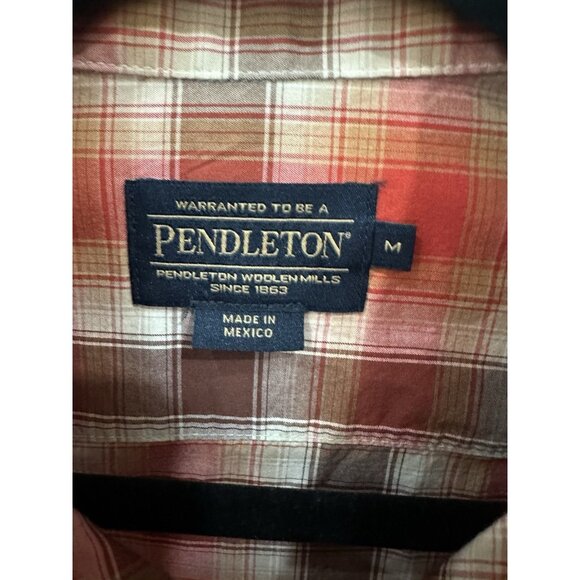 WARRANTED TO BE A
PENDLETON®
M
PENDLETON WOOLEN MILLS
SINCE 1863
MADE IN
MEXICO